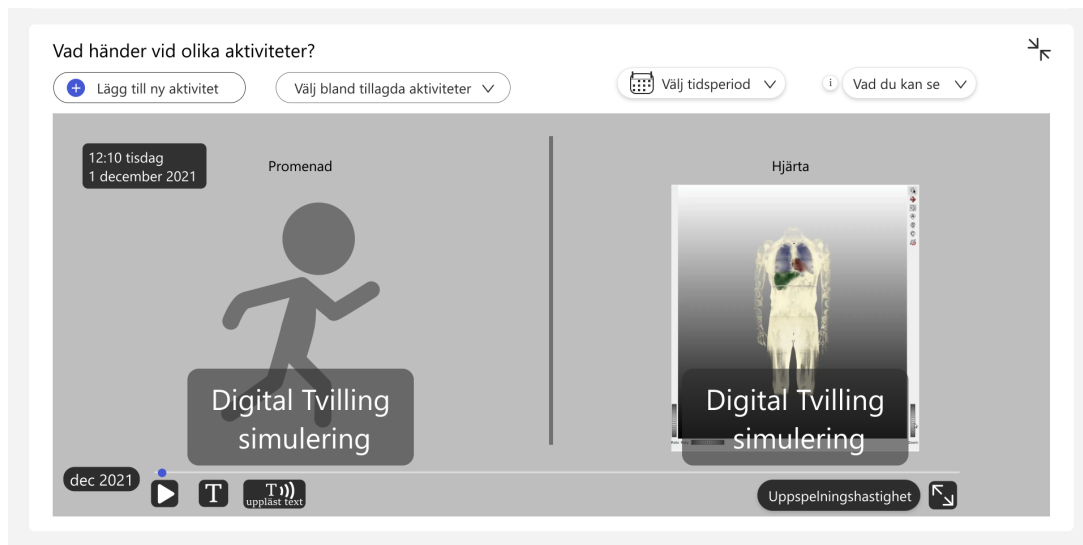 Vad händer vid olika aktiviteter?
Lägg till ny aktivitet
Välj bland tillagda aktiviteter
Välj tidsperiod
i
Vad du kan se
12:10 tisdag
1 december 2021
Promenad
Hjärta
Digital Tvilling
simulering
Digital Tvilling
simulering
dec 2021
T
T
uppläst text
Uppspelningshastighet